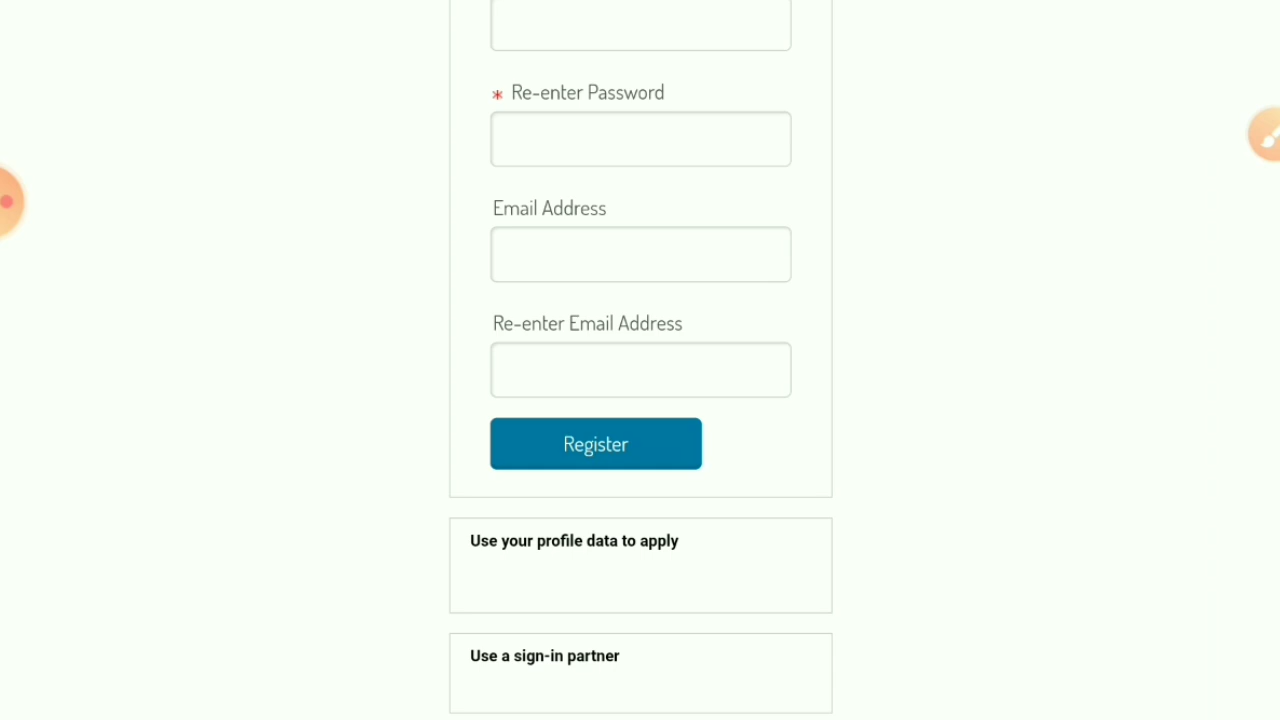 * Re-enter Password
Email Address
Re-enter Email Address
Register
Use your profile data to apply
Use a sign-in partner